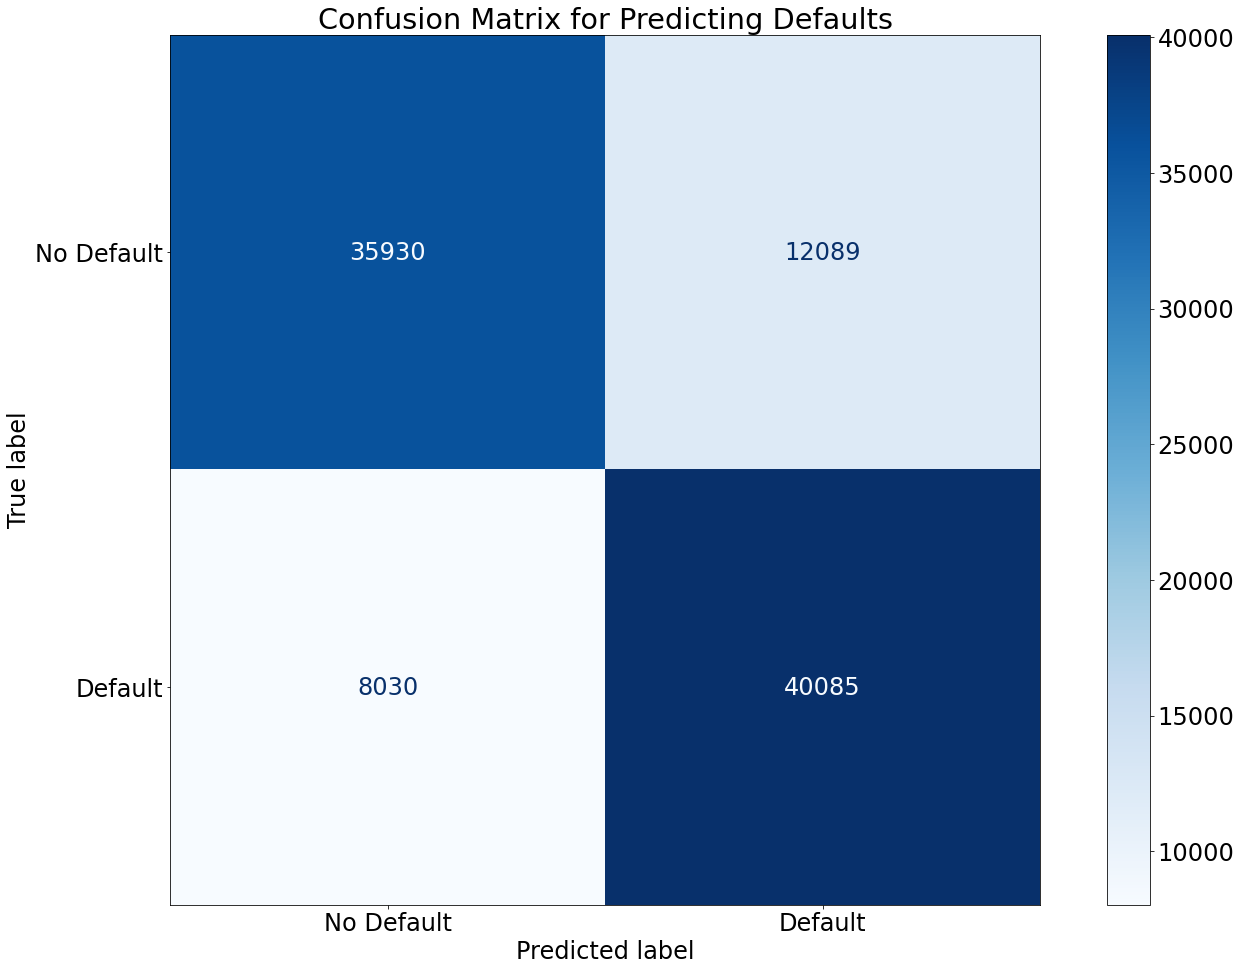 Confusion Matrix for Predicting Defaults
True label
No Default
Default
35930
12089
8030
40085
No Default
Default
Predicted label
40000
35000
30000
25000
20000
15000
10000